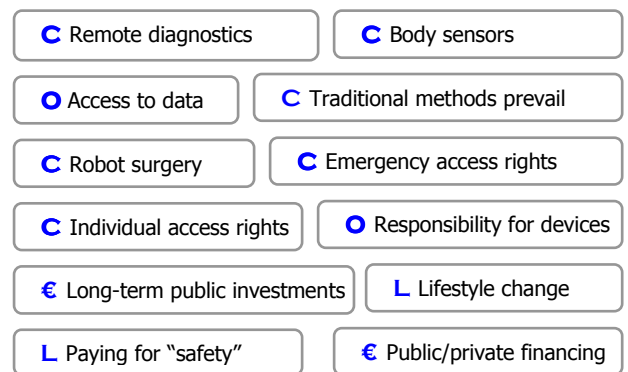 C Remote diagnostics
C Body sensors
O Access to data
C Traditional methods prevail
C Robot surgery
C Emergency access rights
C Individual access rights
O Responsibility for devices
€ Long-term public investments
L Lifestyle change
L Paying for “safety”
€ Public/private financing